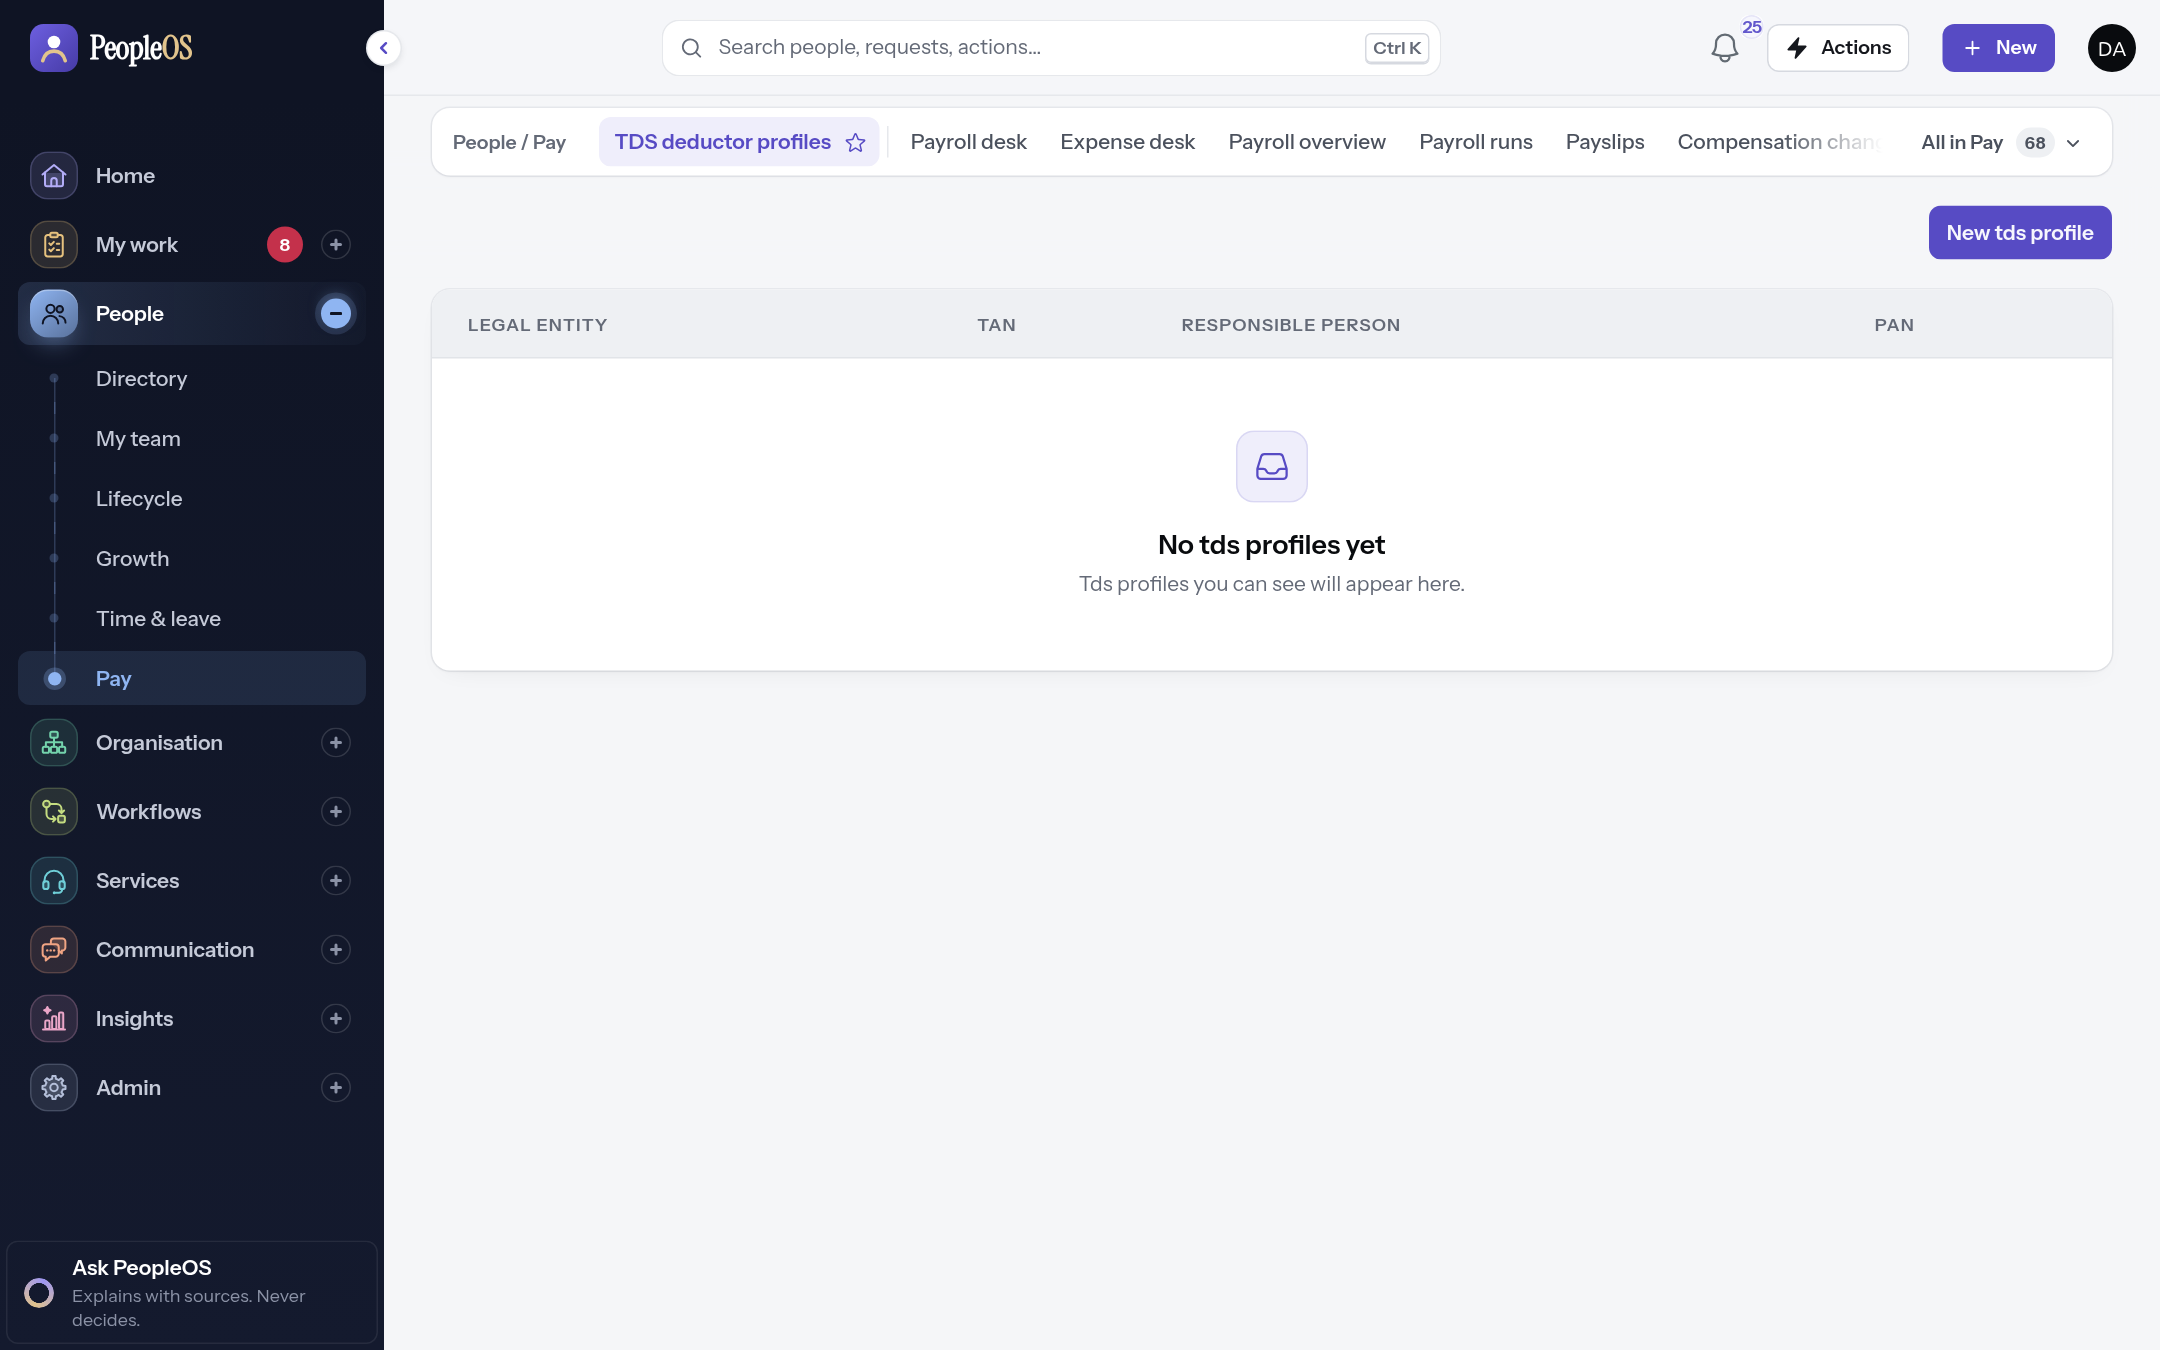 PeopleOS
Search people, requests, actions...
Ctrl K
25
Actions
New
DA
Home
My work
8
People
Directory
My team
Lifecycle
Growth
Time & leave
Pay
Organisation
Workflows
Services
Communication
Insights
Admin
Ask PeopleOS
Explains with sources. Never
decides.
People / Pay
TDS deductor profiles
Payroll desk
Expense desk
Payroll overview
Payroll runs
Payslips
Compensation chan
All in Pay
68
New tds profile
LEGAL ENTITY
TAN
RESPONSIBLE PERSON
PAN
No tds profiles yet
Tds profiles you can see will appear here.